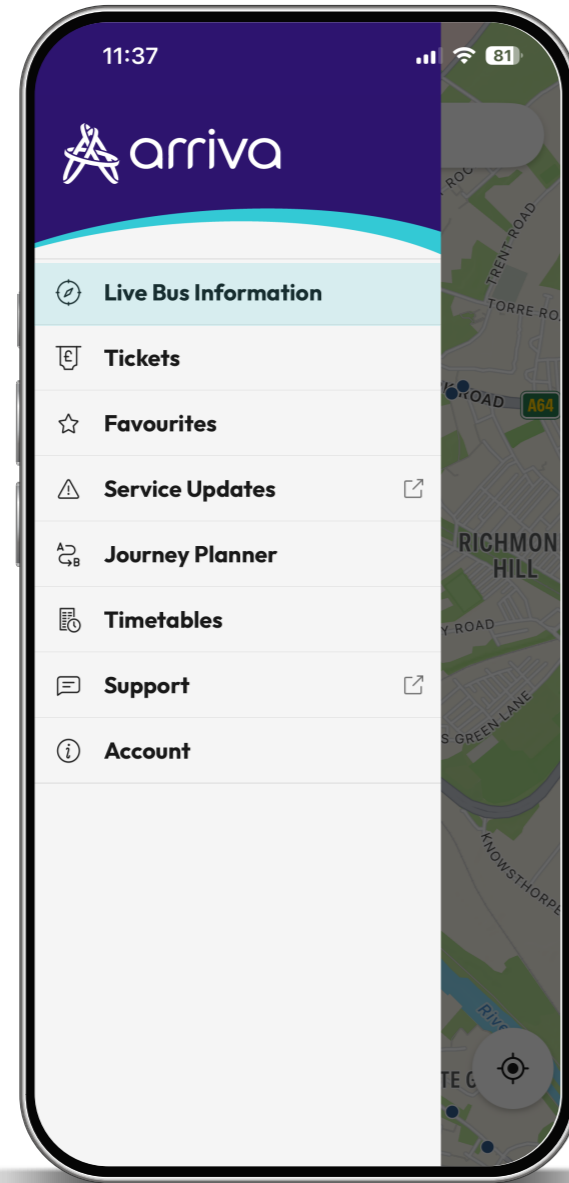 11:37
81
arriva
Live Bus Information
£
Tickets
Favourites
Service Updates
A
B
Journey Planner
Timetables
Support
i
Account
TRENT ROAD
TORRE RO
ROAD
A64
RICHMON
HILL
Y ROAD
S GREEN LANE
KNOWSTHORPE
River